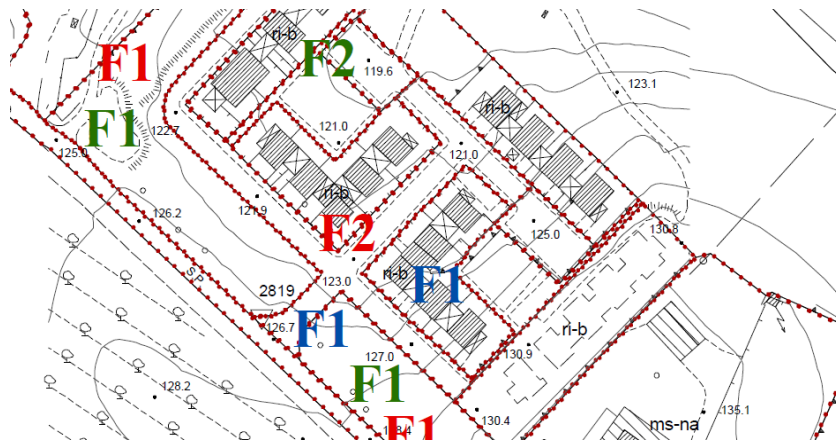 ri-b
F2
119.6
F1
123.1
ri-b
F1
122.7
121.0
125.0
121.0
ri-b
126.2
121.9
F2
125.0
130.8
ri-b
F1
S.P.
123.0
2819
F1
126.7
ri-b
127.0
130.9
128.2
F1
130.4
135.1
F1
ms-na